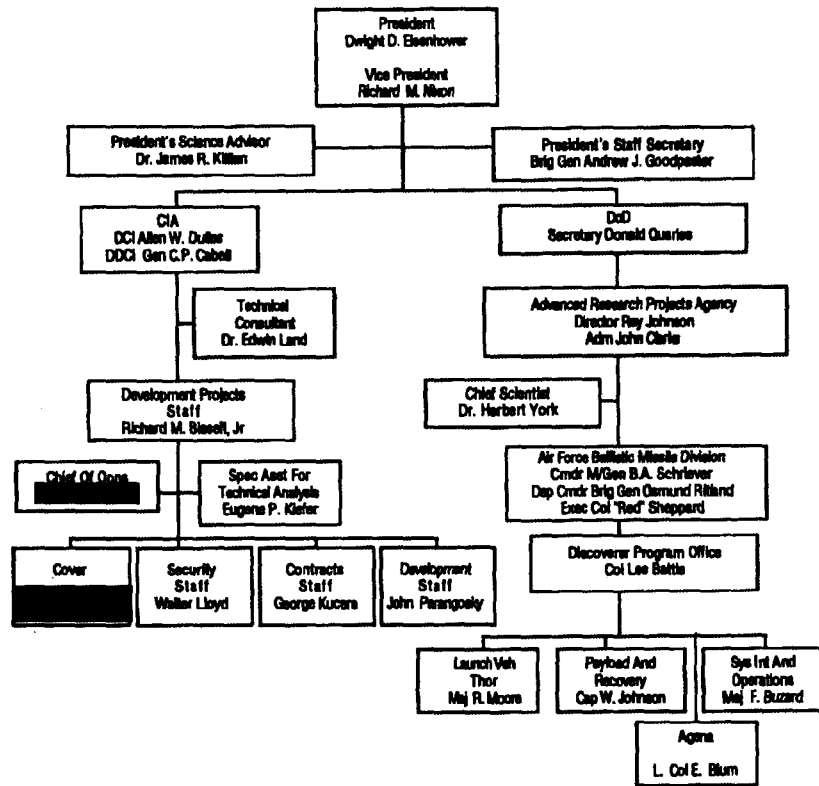 President
Dwight D. Eisenhower
Vice President
Richard M. Nixon
President's Science Advisor
Dr. James R. Killian
President's Staff Secretary
Brig Gen Andrew J. Goodpaster
CIA
DCI Allen W. Dulles
DDCI Gen C.P. Cabell
DoD
Secretary Donald Quarles
Technical
Consultant
Dr. Edwin Land
Advanced Research Projects Agency
Director Roy Johnson
Adm John Clarke
Development Projects
Staff
Richard M. Bissell, Jr
Chief Scientist
Dr. Herbert York
Chief Of Opns
Spec Asst For
Technical Analysis
Eugene P. Kiefer
Air Force Ballistic Missile Division
Cmdr M/Gen B.A. Schriever
Dep Cmdr Brig Gen Osmund Ritland
Exec Col "Red" Sheppard
Cover
Security
Staff
Walter Lloyd
Contracts
Staff
George Kucera
Development
Staff
John Parangosky
Discoverer Program Office
Col Lee Battle
Launch Veh
Thor
Maj R. Moore
Payload And
Recovery
Cap W. Johnson
Sys Int And
Operations
Maj F. Buzard
Agena
L. Col E. Blum